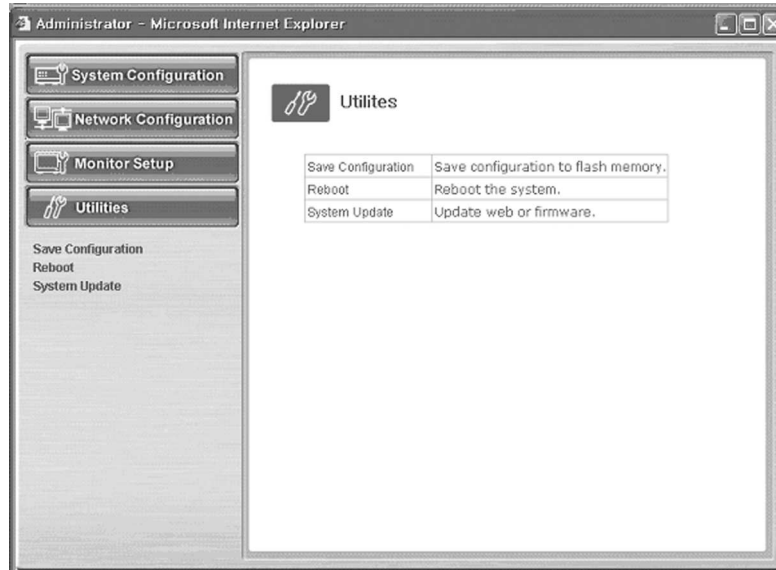 Administrator - Microsoft Internet Explorer
System Configuration
Network Configuration
Monitor Setup
Utilities
Save Configuration
Reboot
System Update
Utilites
Save Configuration Save configuration to flash memory.
Reboot Reboot the system.
System Update Update web or firmware.